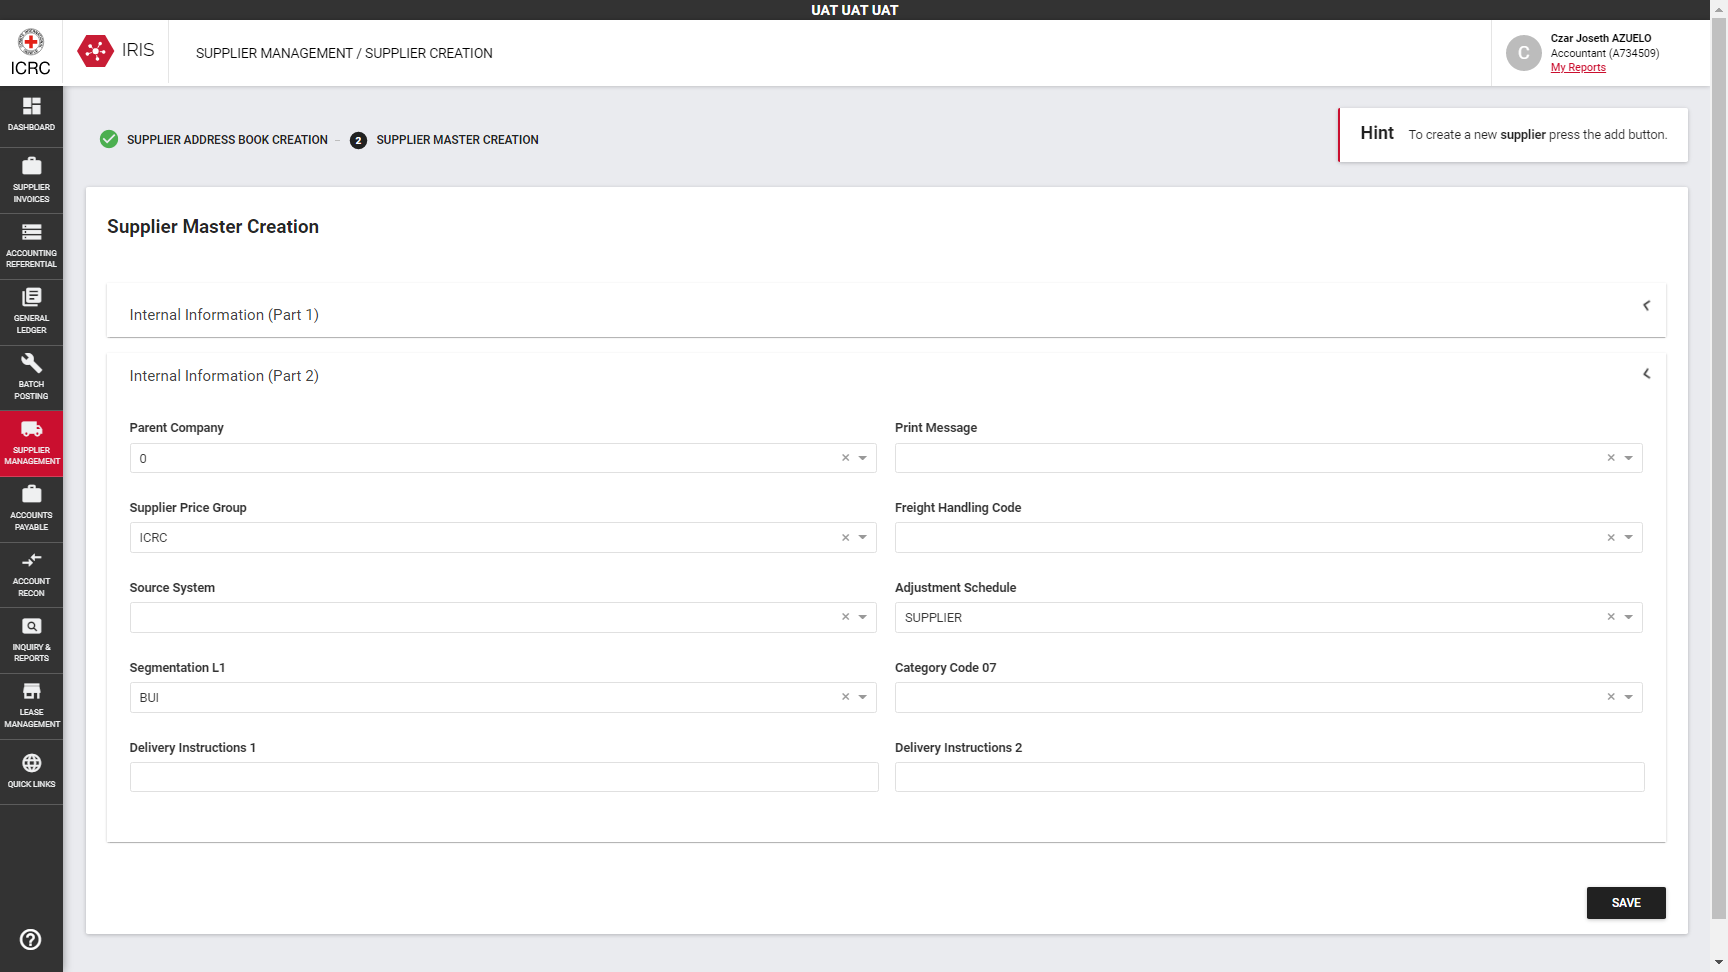 UAT UAT UAT
ICRC
IRIS
SUPPLIER MANAGEMENT / SUPPLIER CREATION
C
Czar Joseth AZUELO
Accountant (A734509)
My Reports
DASHBOARD
SUPPLIER
INVOICES
ACCOUNTING
REFERENTIAL
GENERAL
LEDGER
BATCH
POSTING
SUPPLIER
MANAGEMENT
ACCOUNTS
PAYABLE
ACCOUNT
RECON
INQUIRY &
REPORTS
LEASE
MANAGEMENT
QUICK LINKS
SUPPLIER ADDRESS BOOK CREATION
2 SUPPLIER MASTER CREATION
Hint To create a new supplier press the add button.
Supplier Master Creation
Internal Information (Part 1)
Internal Information (Part 2)
Parent Company
0
Print Message
Supplier Price Group
ICRC
Freight Handling Code
Source System
Adjustment Schedule
SUPPLIER
Segmentation L1
BUI
Category Code 07
Delivery Instructions 1
Delivery Instructions 2
SAVE